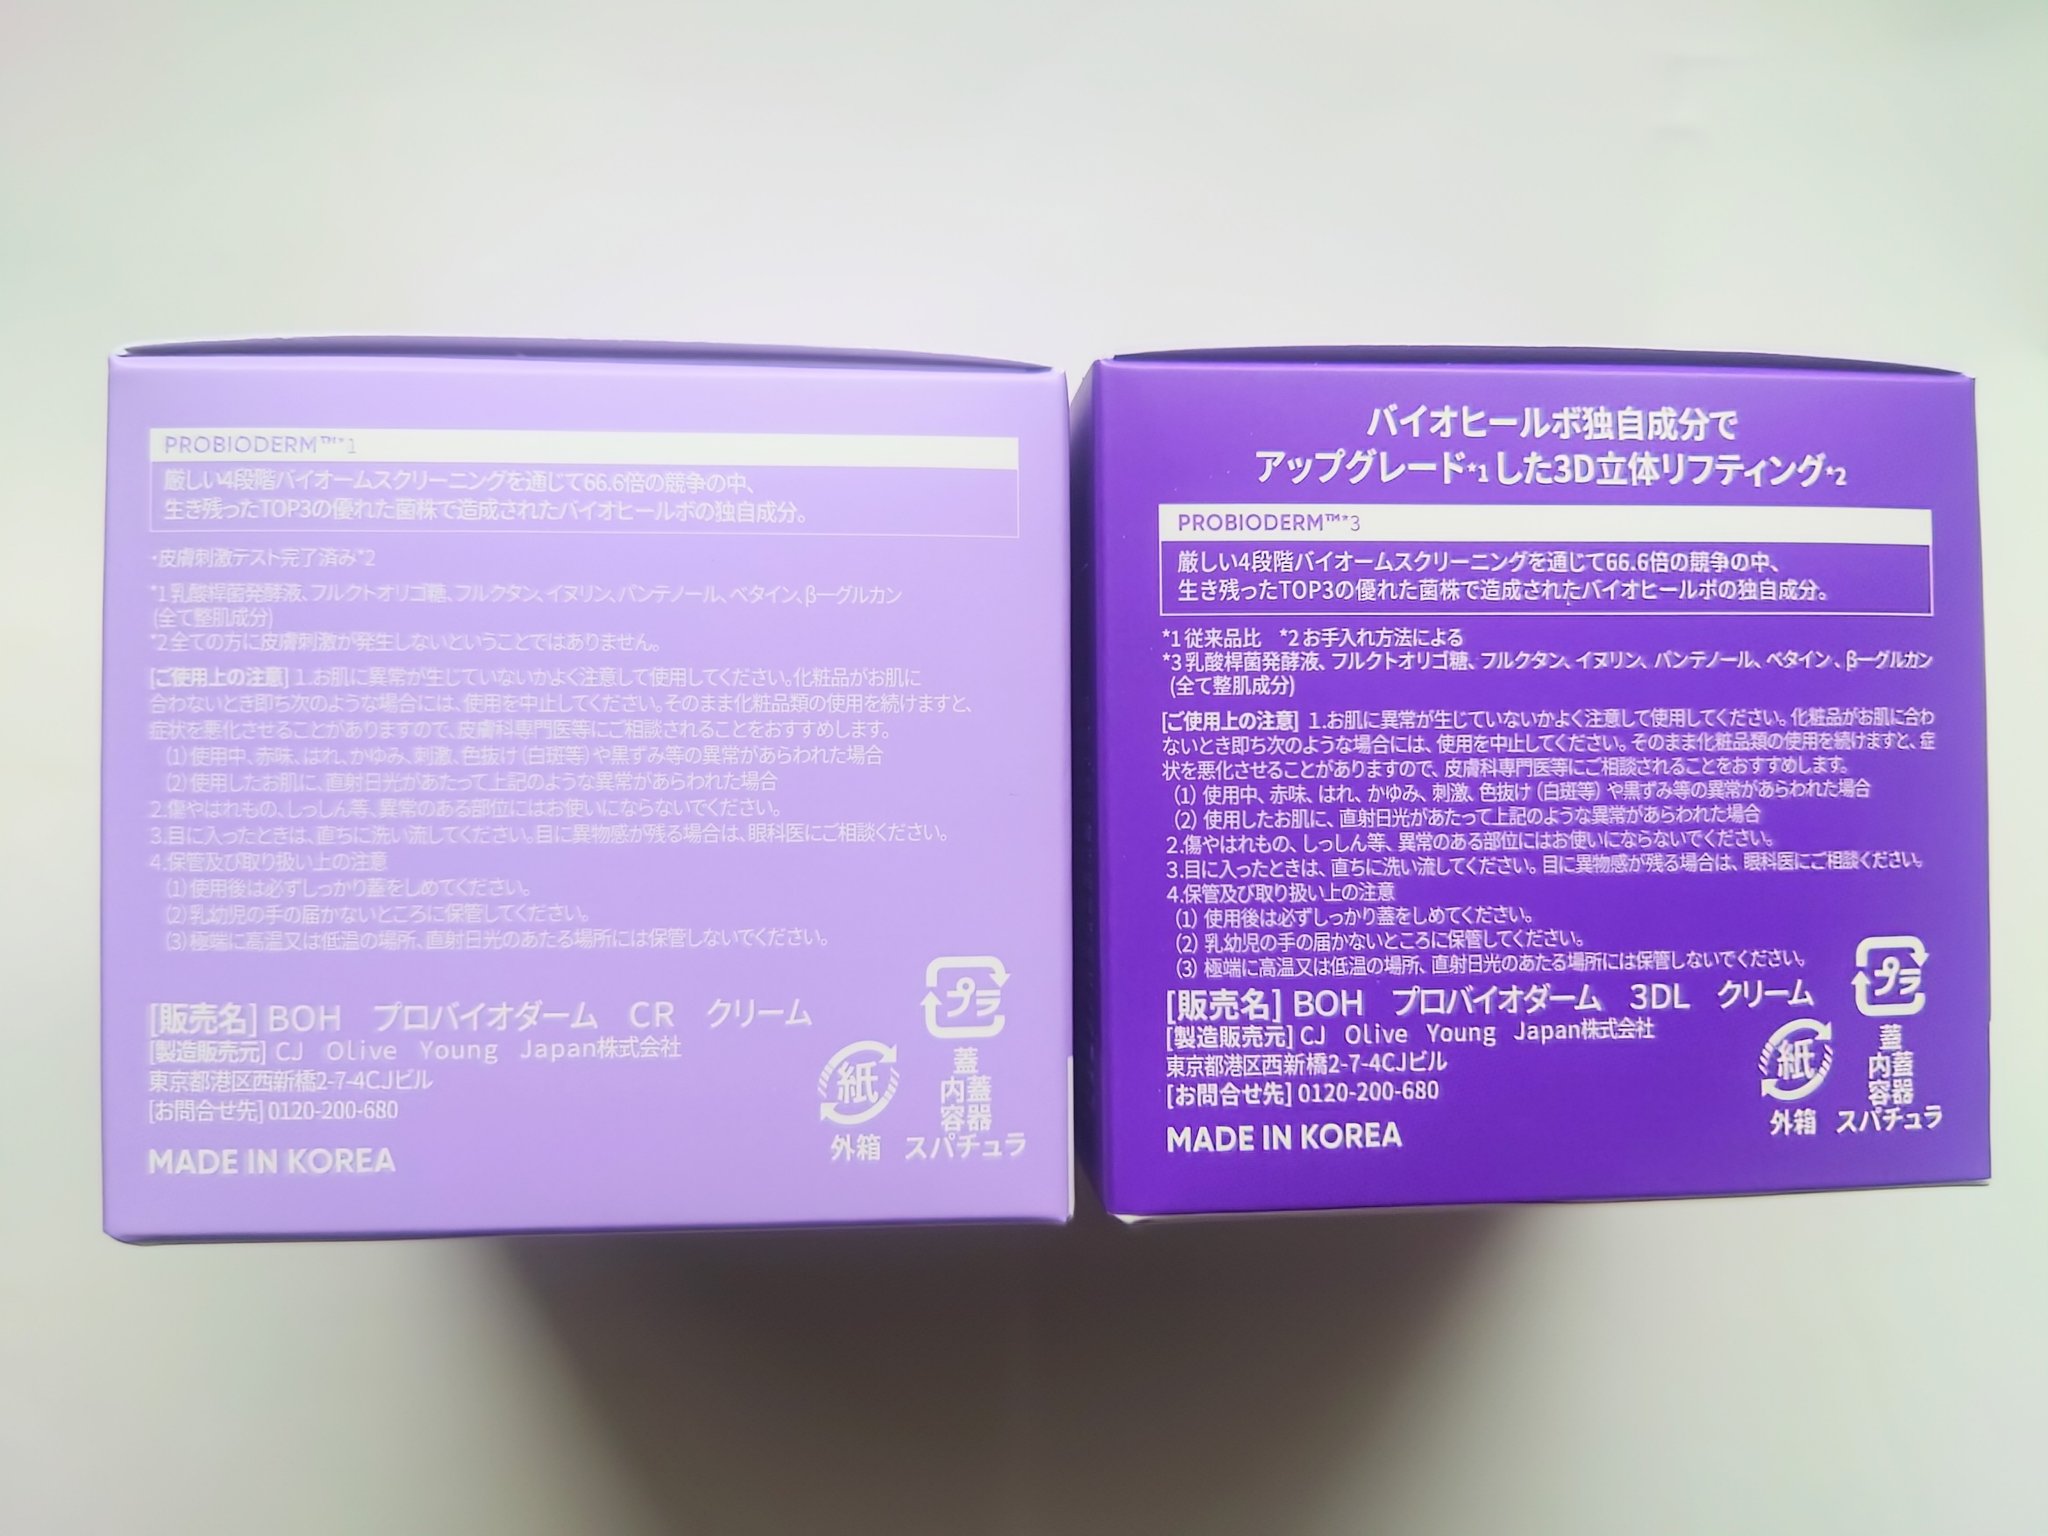 PROBIODERM™*1
厳しい4段階バイオームスクリーニングを通じて66.6倍の競争の中、
生き残ったTOP3の優れた菌株で造成されたバイオヒールボの独自成分。
・皮膚刺激テスト完了済み*2
*1 乳酸桿菌発酵液、フルクトオリゴ糖、フルクタン、イヌリン、パンテノール、ベタイン、βーグルカン
(全て整肌成分)
*2 全ての方に皮膚刺激が発生しないということではありません。
[ご使用上の注意] 1.お肌に異常が生じていないかよく注意して使用してください。化粧品がお肌に
合わないとき即ち次のような場合には、使用を中止してください。そのまま化粧品類の使用を続けますと、
症状を悪化させることがありますので、皮膚科専門医等にご相談されることをおすすめします。
(1) 使用中、赤味、はれ、かゆみ、刺激、色抜け(白斑等)や黒ずみ等の異常があらわれた場合
(2) 使用したお肌に、直射日光があたって上記のような異常があらわれた場合
2.傷やはれもの、しっしん等、異常のある部位にはお使いにならないでください。
3.目に入ったときは、直ちに洗い流してください。目に異物感が残る場合は、眼科医にご相談ください。
4.保管及び取り扱い上の注意
(1) 使用後は必ずしっかり蓋をしめてください。
(2) 乳幼児の手の届かないところに保管してください。
(3) 極端に高温又は低温の場所、直射日光のあたる場所には保管しないでください。
[販売名] BOH プロバイオダーム CR クリーム
[製造販売元] CJ Olive Young Japan株式会社
東京都港区西新橋2-7-4CJビル
[お問合せ先] 0120-200-680
MADE IN KOREA
紙
外箱
プラ
蓋
内蓋
容器
スパチュラ
バイオヒールボ独自成分で
アップグレード*1した3D立体リフティング*2
PROBIODERM™*3
厳しい4段階バイオームスクリーニングを通じて66.6倍の競争の中、
生き残ったTOP3の優れた菌株で造成されたバイオヒールボの独自成分。
*1 従来品比 *2 お手入れ方法による
*3 乳酸桿菌発酵液、フルクトオリゴ糖、フルクタン、イヌリン、パンテノール、ベタイン、βーグルカン
(全て整肌成分)
[ご使用上の注意] 1.お肌に異常が生じていないかよく注意して使用してください。化粧品がお肌に合わ
ないとき即ち次のような場合には、使用を中止してください。そのまま化粧品類の使用を続けますと、症
状を悪化させることがありますので、皮膚科専門医等にご相談されることをおすすめします。
(1) 使用中、赤味、はれ、かゆみ、刺激、色抜け(白斑等)や黒ずみ等の異常があらわれた場合
(2) 使用したお肌に、直射日光があたって上記のような異常があらわれた場合
2.傷やはれもの、しっしん等、異常のある部位にはお使いにならないでください。
3.目に入ったときは、直ちに洗い流してください。目に異物感が残る場合は、眼科医にご相談ください。
4.保管及び取り扱い上の注意
(1) 使用後は必ずしっかり蓋をしめてください。
(2) 乳幼児の手の届かないところに保管してください。
(3) 極端に高温又は低温の場所、直射日光のあたる場所には保管しないでください。
[販売名] BOH プロバイオダーム 3DL クリーム
[製造販売元] CJ Olive Young Japan株式会社
東京都港区西新橋2-7-4CJビル
[お問合せ先] 0120-200-680
MADE IN KOREA
紙
外箱
プラ
蓋
内蓋
容器
スパチュラ